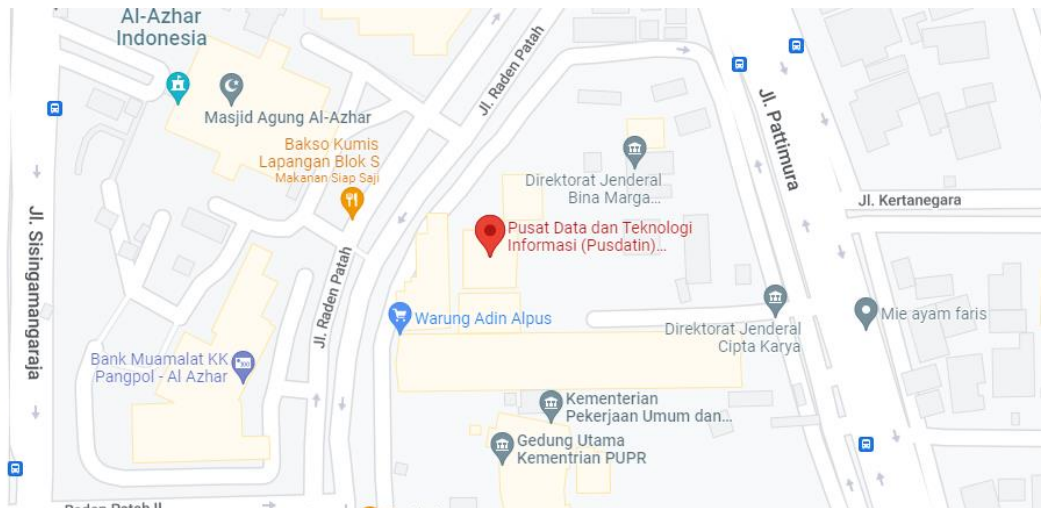 Al-Azhar
Indonesia
Masjid Agung Al-Azhar
Bakso Kumis
Lapangan Blok S
Makanan Siap Saji
Jl. Raden Patah
Jl. Raden Patah
Jl. Sisingamangaraja
Jl. Pattimura
Direktorat Jenderal
Bina Marga...
Jl. Kertanegara
Pusat Data dan Teknologi
Informasi (Pusdatin)...
Warung Adin Alpus
Direktorat Jenderal
Cipta Karya
Mie ayam faris
Bank Muamalat KK
Pangpol - Al Azhar
Kementerian
Pekerjaan Umum dan...
Gedung Utama
Kementrian PUPR
Raden Patah II